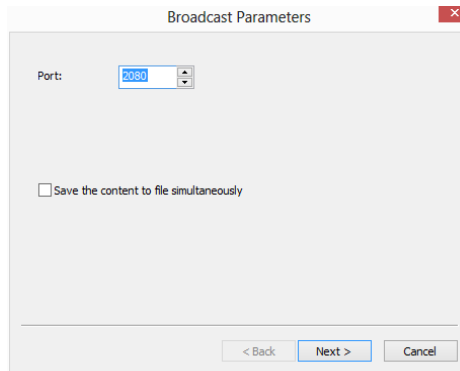 Broadcast Parameters
Port: 2080
Save the content to file simultaneously
< Back Next > Cancel